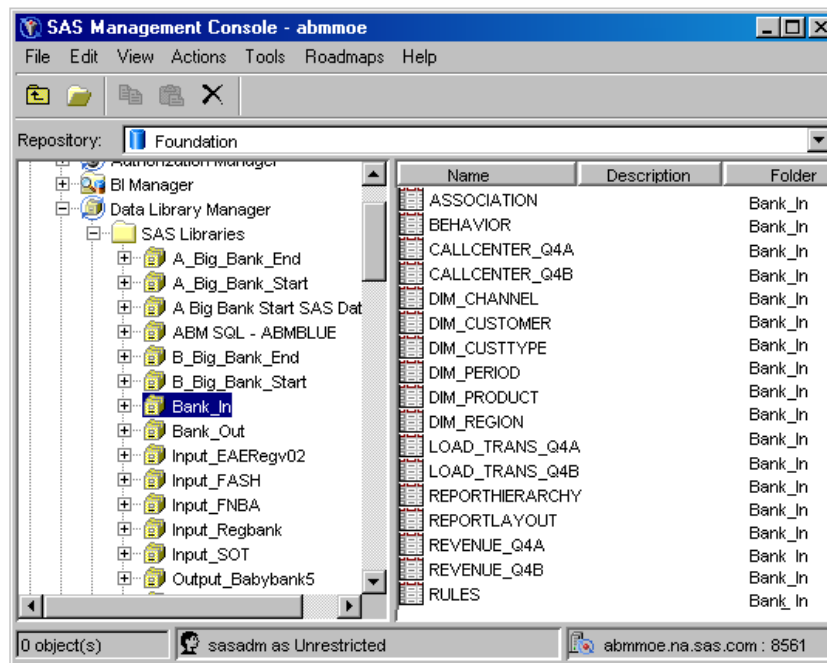 SAS Management Console - abmmoe
File Edit View Actions Tools Roadmaps Help
Repository: Foundation
Authorization Manager
BI Manager
Data Library Manager
SAS Libraries
A_Big_Bank_End
A_Big_Bank_Start
A Big Bank Start SAS Dat
ABM SQL - ABMBLUE
B_Big_Bank_End
B_Big_Bank_Start
Bank_In
Bank_Out
Input_EAERegv02
Input_FASH
Input_FNBA
Input_Regbank
Input_SOT
Output_Babybank5
Name Description Folder
ASSOCIATION Bank_In
BEHAVIOR Bank_In
CALLCENTER_Q4A Bank_In
CALLCENTER_Q4B Bank_In
DIM_CHANNEL Bank_In
DIM_CUSTOMER Bank_In
DIM_CUSTTYPE Bank_In
DIM_PERIOD Bank_In
DIM_PRODUCT Bank_In
DIM_REGION Bank_In
LOAD_TRANS_Q4A Bank_In
LOAD_TRANS_Q4B Bank_In
REPORTHIERARCHY Bank_In
REPORTLAYOUT Bank_In
REVENUE_Q4A Bank_In
REVENUE_Q4B Bank_In
RULES Bank_In
0 object(s) sasadm as Unrestricted abmmoe.na.sas.com : 8561